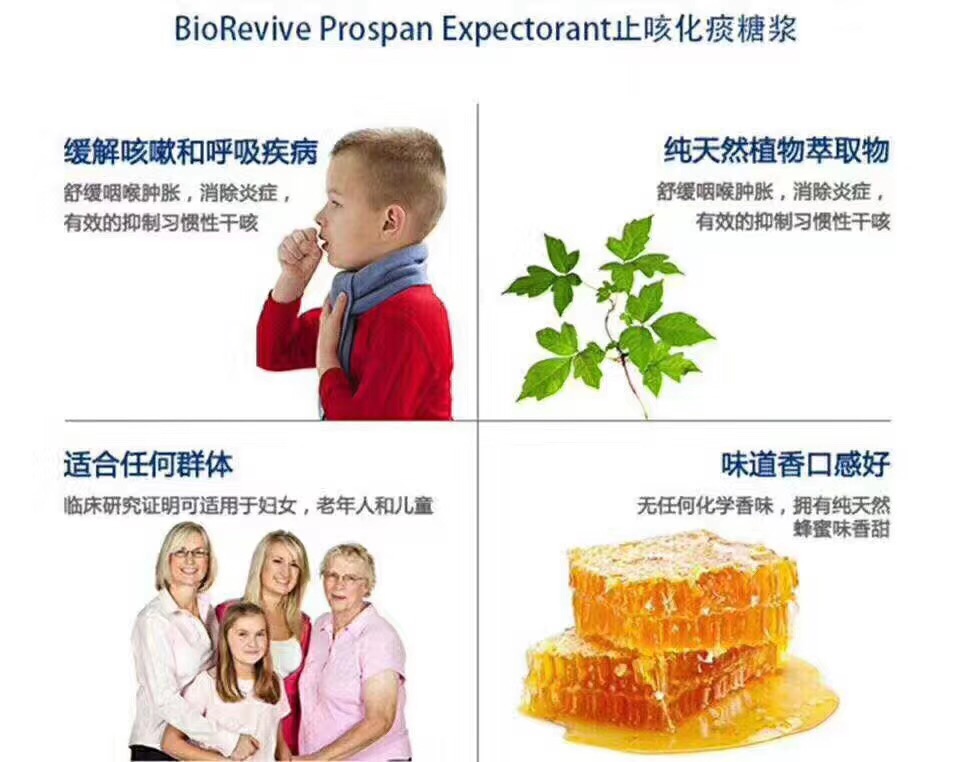 BioRevive Prospan Expectorant止咳化痰糖浆
缓解咳嗽和呼吸疾病
舒缓咽喉肿胀，消除炎症，
有效的抑制习惯性干咳
纯天然植物萃取物
舒缓咽喉肿胀，消除炎症，
有效的抑制习惯性干咳
适合任何群体
临床研究证明可适用于妇女，老年人和儿童
味道香口感好
无任何化学香味，拥有纯天然
蜂蜜味香甜